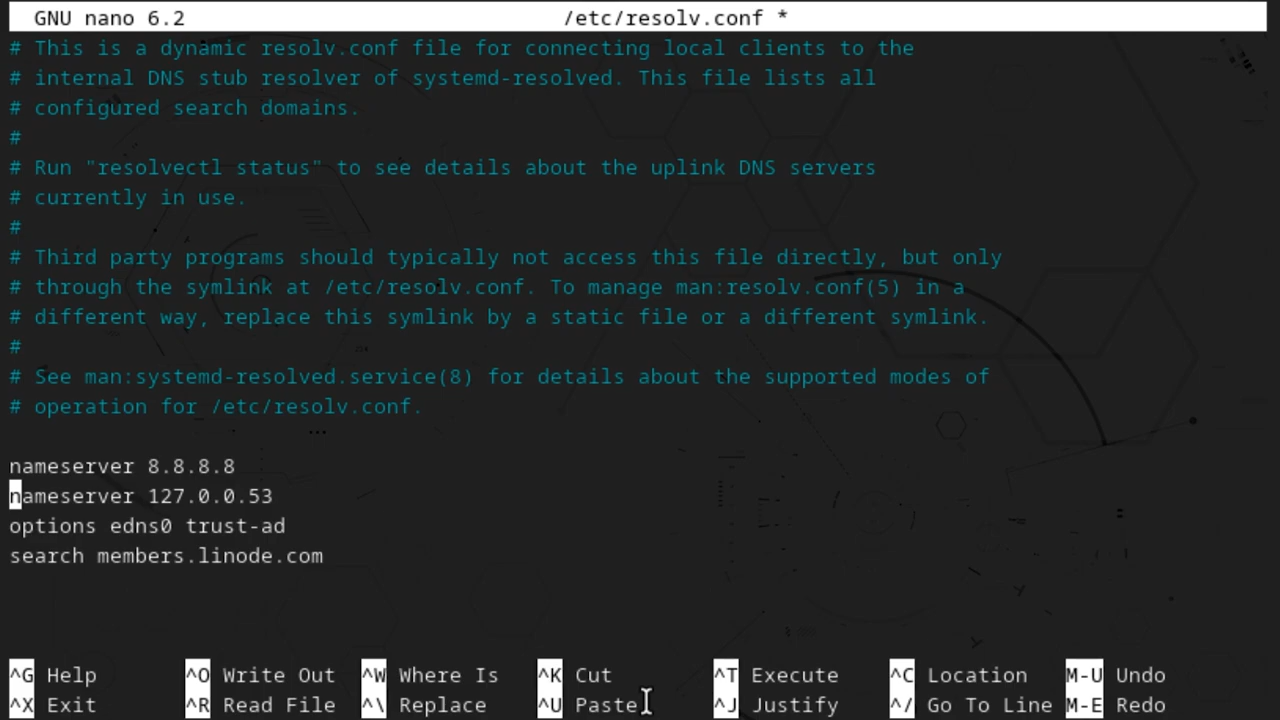 GNU nano 6.2 /etc/resolv.conf *
# This is a dynamic resolv.conf file for connecting local clients to the
# internal DNS stub resolver of systemd-resolved. This file lists all
# configured search domains.
#
# Run "resolvectl status" to see details about the uplink DNS servers
# currently in use.
#
# Third party programs should typically not access this file directly, but only
# through the symlink at /etc/resolv.conf. To manage man:resolv.conf(5) in a
# different way, replace this symlink by a static file or a different symlink.
#
# See man:systemd-resolved.service(8) for details about the supported modes of
# operation for /etc/resolv.conf.
nameserver 8.8.8.8
nameserver 127.0.0.53
options edns0 trust-ad
search members.linode.com
^G Help ^O Write Out ^W Where Is ^K Cut ^T Execute ^C Location M-U Undo
^X Exit ^R Read File ^\ Replace ^U Paste ^J Justify ^/ Go To Line M-E Redo